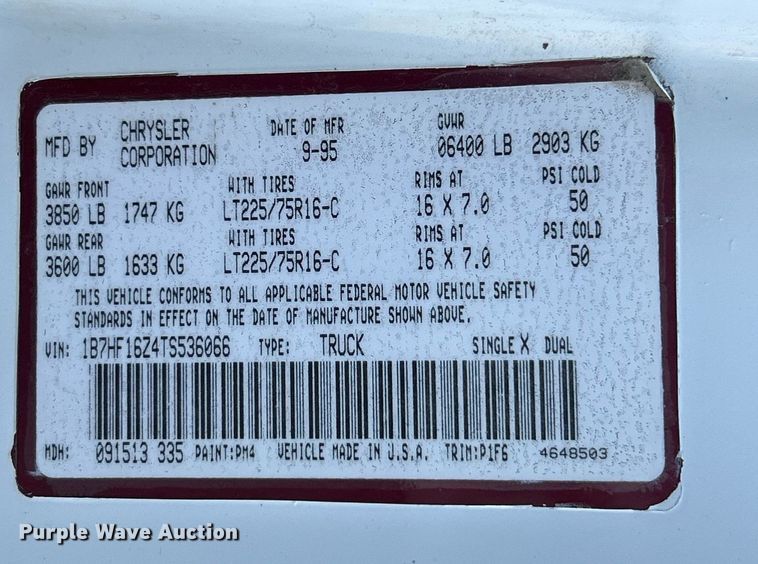 MFD BY CHRYSLER CORPORATION DATE OF MFR 9-95 GVWR 06400 LB 2903 KG
GAWR FRONT WITH TIRES RIMS AT PSI COLD
3850 LB 1747 KG LT225/75R16-C 16 X 7.0 50
GAWR REAR WITH TIRES RIMS AT PSI COLD
3600 LB 1633 KG LT225/75R16-C 16 X 7.0 50
THIS VEHICLE CONFORMS TO ALL APPLICABLE FEDERAL MOTOR VEHICLE SAFETY
STANDARDS IN EFFECT ON THE DATE OF MANUFACTURE SHOWN ABOVE.
VIN: 1B7HF16Z4TS536066 TYPE: TRUCK SINGLE X DUAL
MDH: 091513 335 PAINT:PM4 VEHICLE MADE IN U.S.A. TRIM:P1F6 4648503
Purple Wave Auction